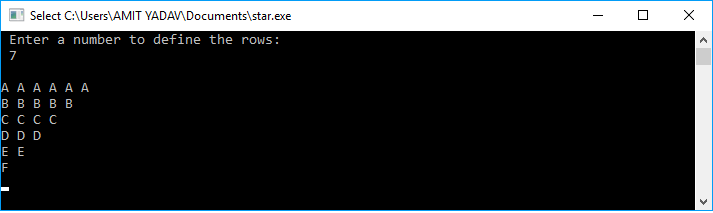 Select C:\Users\AMIT YADAV\Documents\star.exe
Enter a number to define the rows:
7
A A A A A A
B B B B B
C C C C
D D D
E E
F